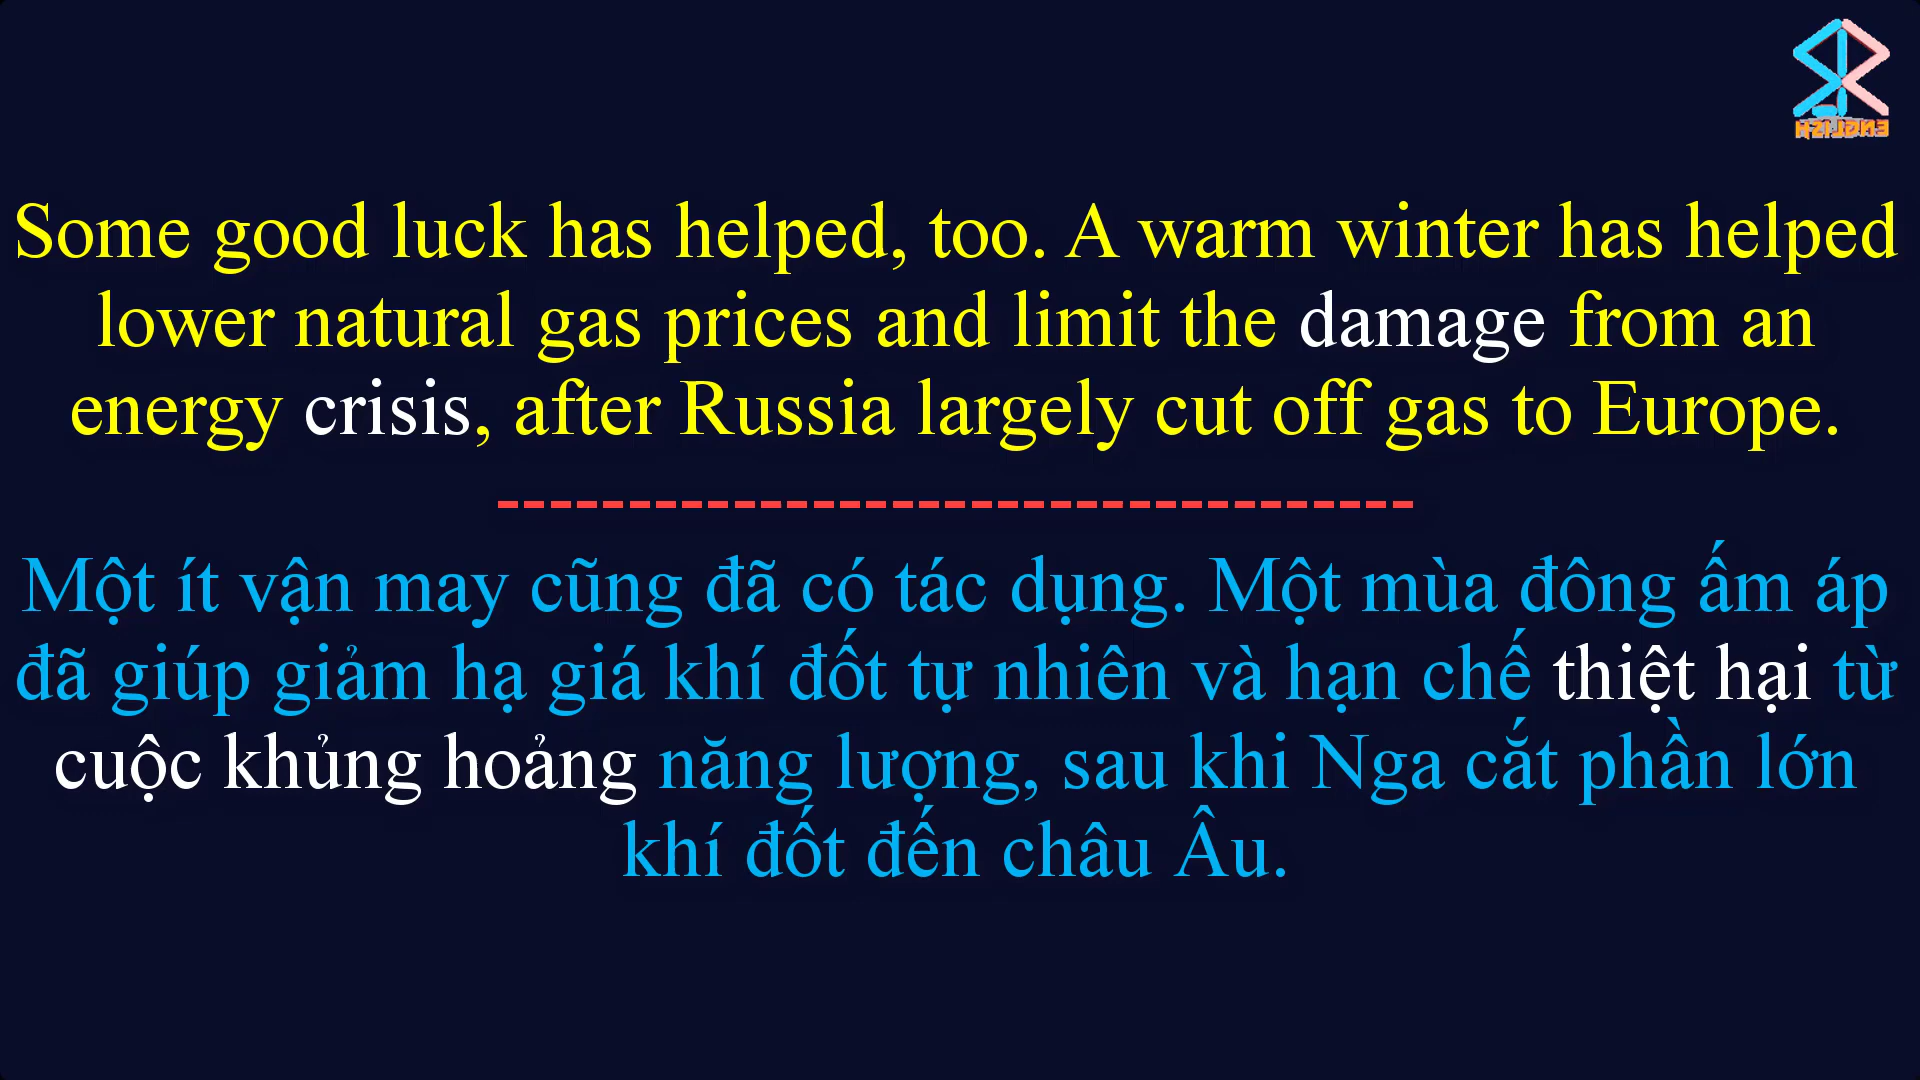 ENGLISH
Some good luck has helped, too. A warm winter has helped
lower natural gas prices and limit the damage from an
energy crisis, after Russia largely cut off gas to Europe.
-----------------------------------
Một ít vận may cũng đã có tác dụng. Một mùa đông ấm áp
đã giúp giảm hạ giá khí đốt tự nhiên và hạn chế thiệt hại từ
cuộc khủng hoảng năng lượng, sau khi Nga cắt phần lớn
khí đốt đến châu Âu.